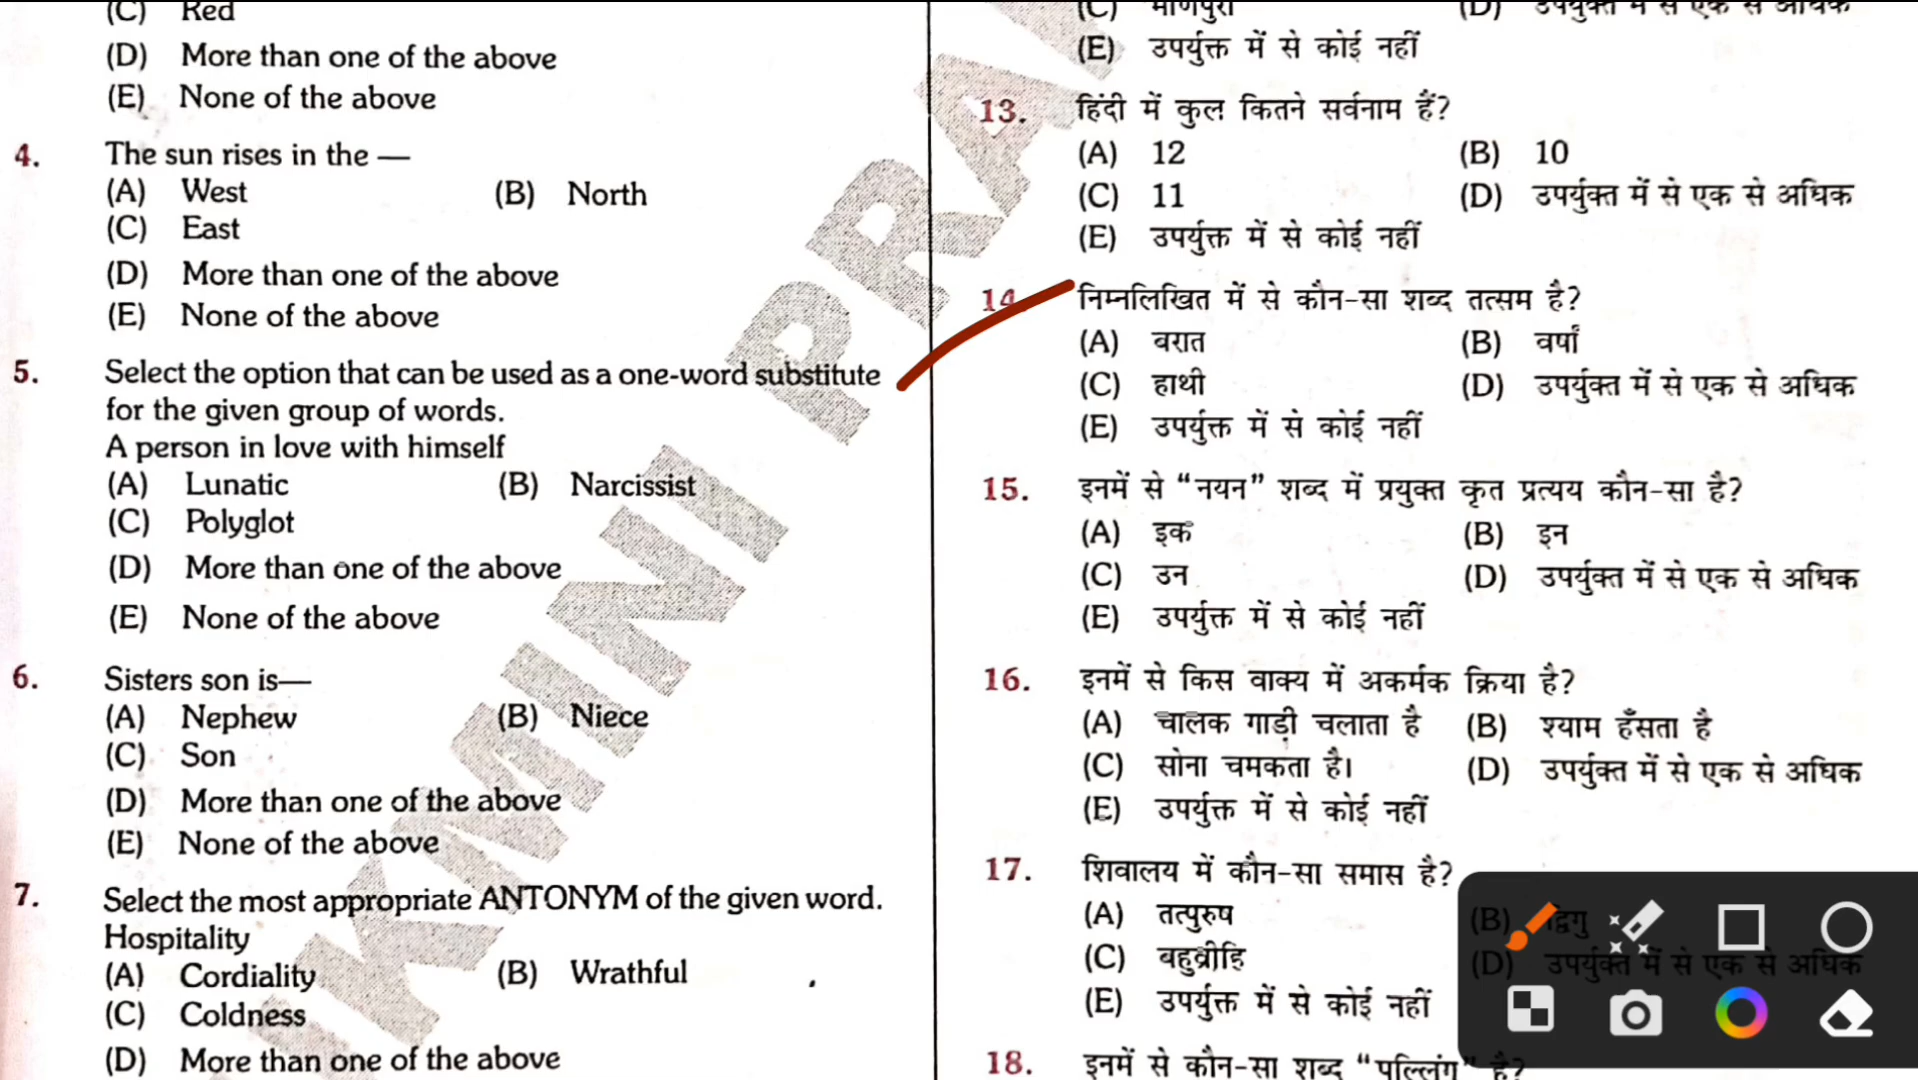 (C) Red
(D) More than one of the above
(E) None of the above
4. The sun rises in the —
(A) West (B) North
(C) East
(D) More than one of the above
(E) None of the above
5. Select the option that can be used as a one-word substitute
for the given group of words.
A person in love with himself
(A) Lunatic (B) Narcissist
(C) Polyglot
(D) More than one of the above
(E) None of the above
6. Sisters son is—
(A) Nephew (B) Niece
(C) Son
(D) More than one of the above
(E) None of the above
7. Select the most appropriate ANTONYM of the given word.
Hospitality
(A) Cordiality (B) Wrathful
(C) Coldness
(D) More than one of the above
(C) मणिपुरी (D) उपर्युक्त में से एक से अधिक
(E) उपर्युक्त में से कोई नहीं
13. हिंदी में कुल कितने सर्वनाम हैं?
(A) 12 (B) 10
(C) 11 (D) उपर्युक्त में से एक से अधिक
(E) उपर्युक्त में से कोई नहीं
14. निम्नलिखित में से कौन-सा शब्द तत्सम है?
(A) बरात (B) वर्षा
(C) हाथी (D) उपर्युक्त में से एक से अधिक
(E) उपर्युक्त में से कोई नहीं
15. इनमें से “नयन” शब्द में प्रयुक्त कृत प्रत्यय कौन-सा है?
(A) इक (B) इन
(C) उन (D) उपर्युक्त में से एक से अधिक
(E) उपर्युक्त में से कोई नहीं
16. इनमें से किस वाक्य में अकर्मक क्रिया है?
(A) चालक गाड़ी चलाता है (B) श्याम हँसता है
(C) सोना चमकता है। (D) उपर्युक्त में से एक से अधिक
(E) उपर्युक्त में से कोई नहीं
17. शिवालय में कौन-सा समास है?
(A) तत्पुरुष (B) द्विगु
(C) बहुव्रीहि (D) उपर्युक्त में से एक से अधिक
(E) उपर्युक्त में से कोई नहीं
18. इनमें से कौन-सा शब्द “पुल्लिंग” है?